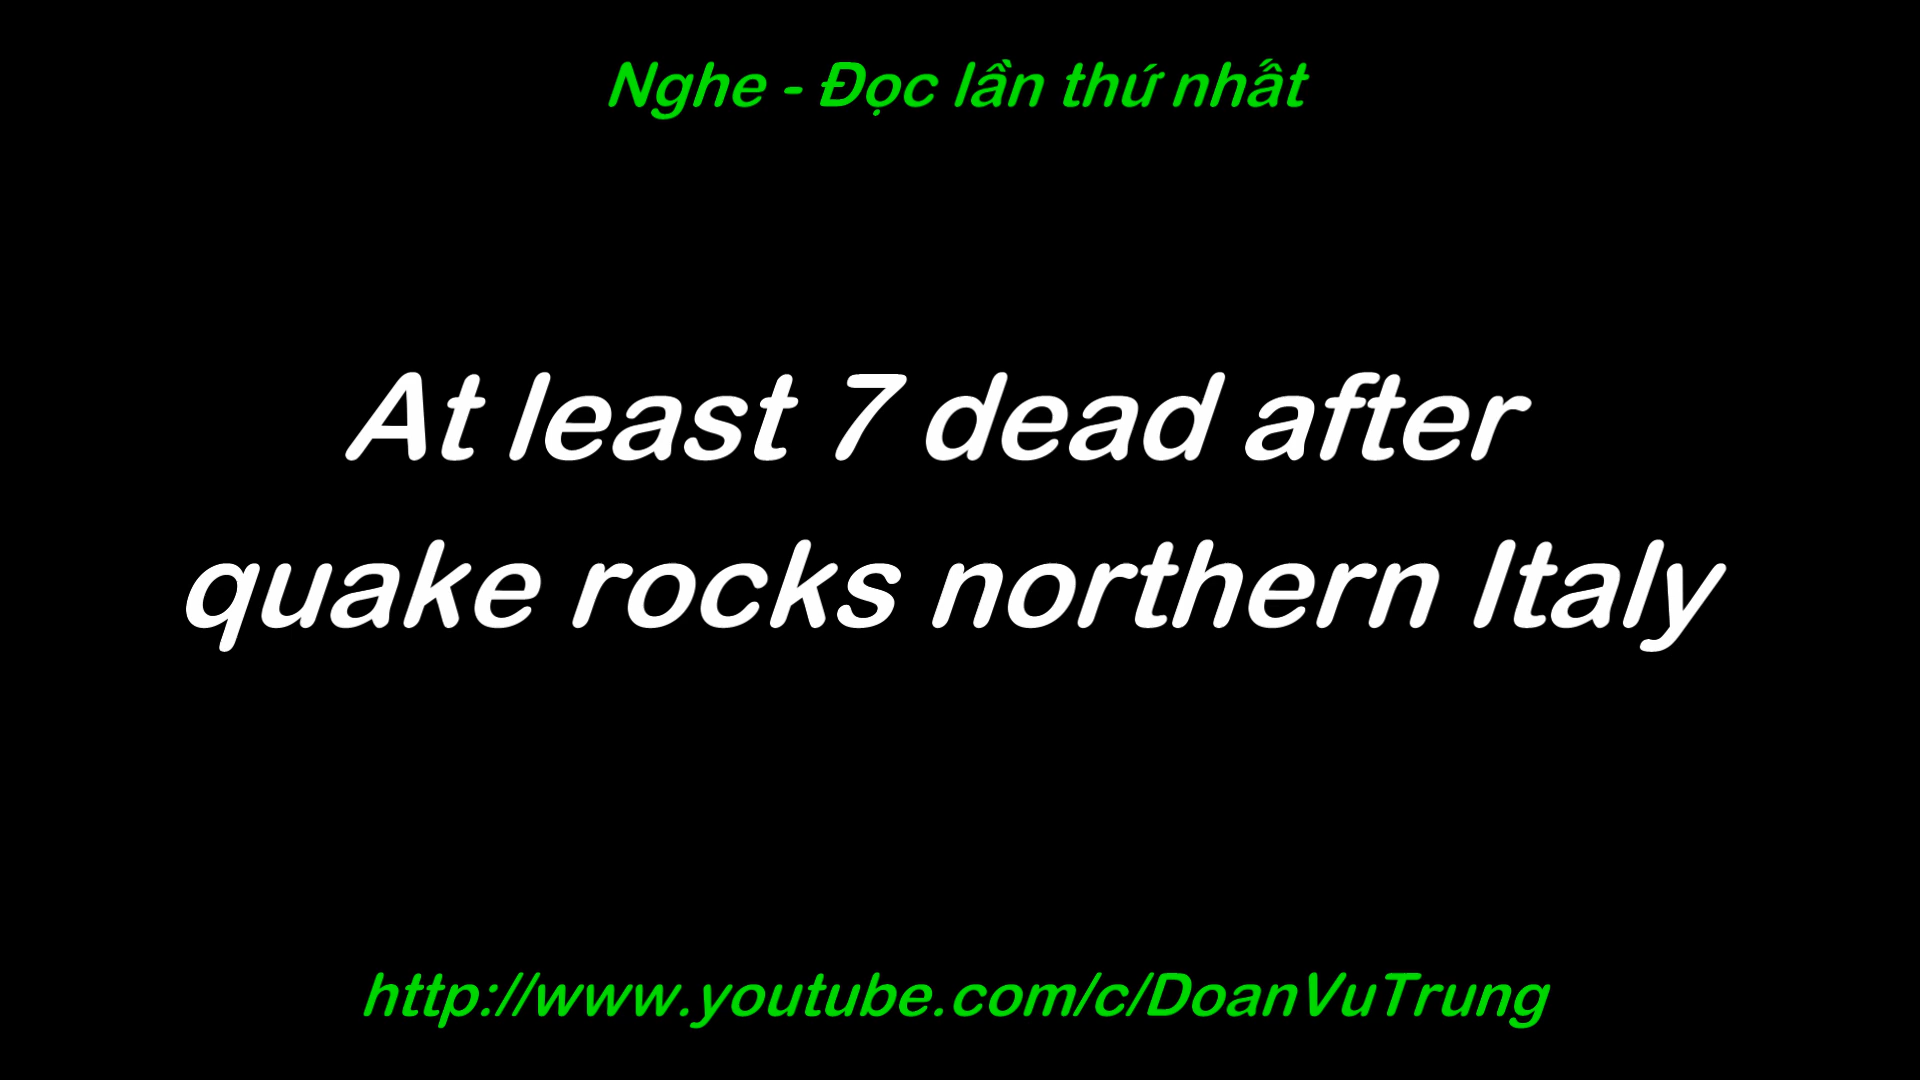 Nghe - Đọc lần thứ nhất
At least 7 dead after
quake rocks northern Italy
http://www.youtube.com/c/DoanVuTrung